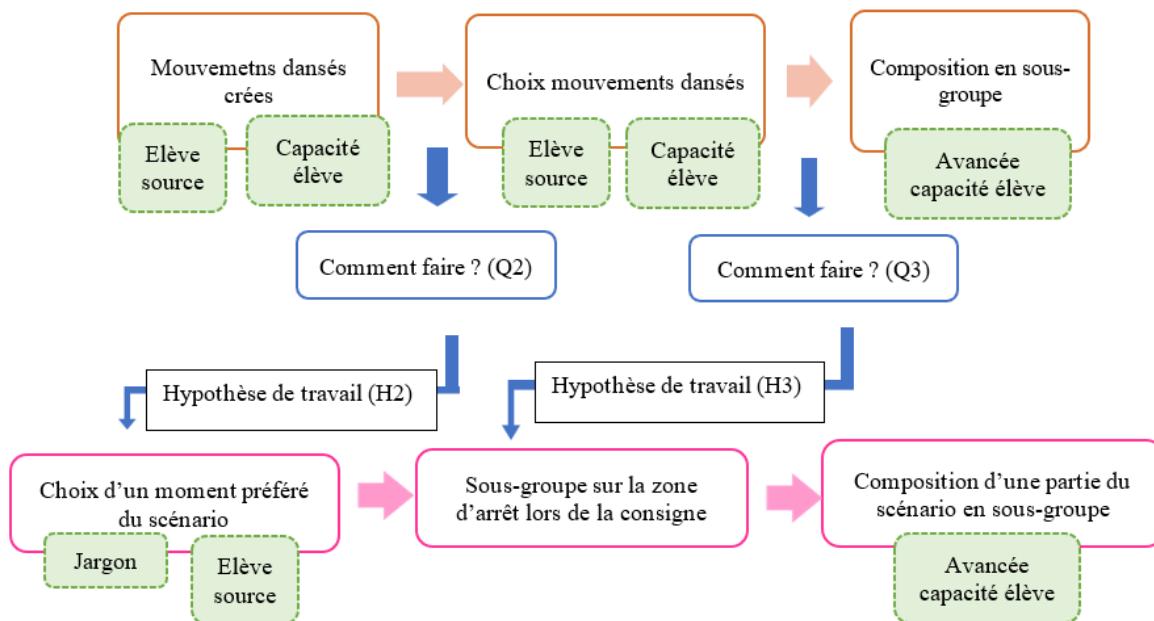 Mouvemetns dansés
crées
Elève
source
Capacité
élève
Choix mouvements dansés
Elève
source
Capacité
élève
Composition en sous-
groupe
Avancée
capacité élève
Comment faire ? (Q2)
Comment faire ? (Q3)
Hypothèse de travail (H2)
Hypothèse de travail (H3)
Choix d’un moment préféré
du scénario
Jargon
Elève
source
Sous-groupe sur la zone
d’arrêt lors de la consigne
Composition d’une partie du
scénario en sous-groupe
Avancée
capacité élève